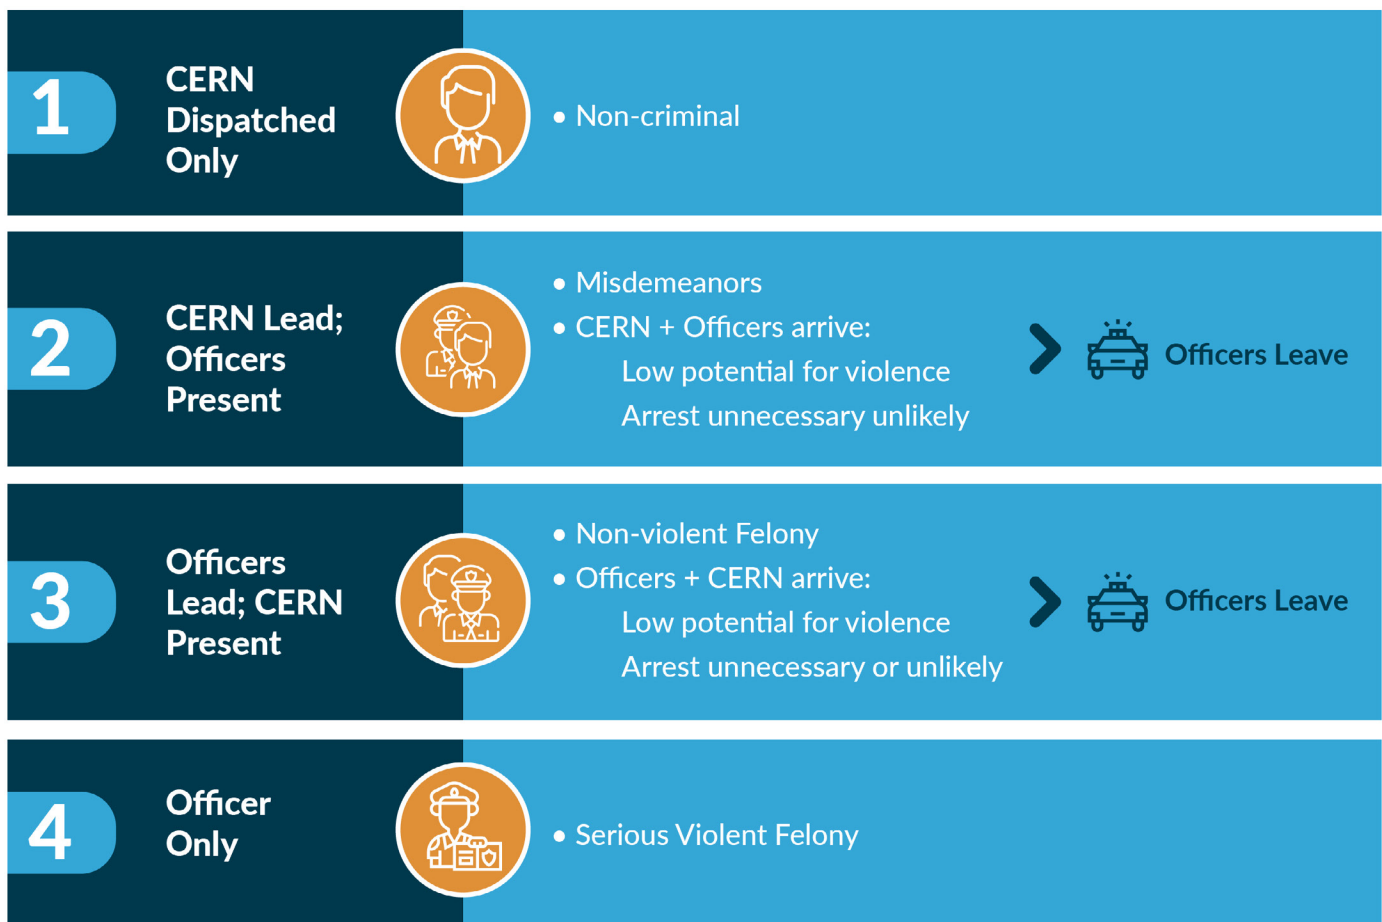 1
CERN
Dispatched
Only
• Non-criminal
2
CERN Lead;
Officers
Present
• Misdemeanors
• CERN + Officers arrive:
Low potential for violence
Arrest unnecessary unlikely
Officers Leave
3
Officers
Lead; CERN
Present
• Non-violent Felony
• Officers + CERN arrive:
Low potential for violence
Arrest unnecessary or unlikely
Officers Leave
4
Officer
Only
• Serious Violent Felony